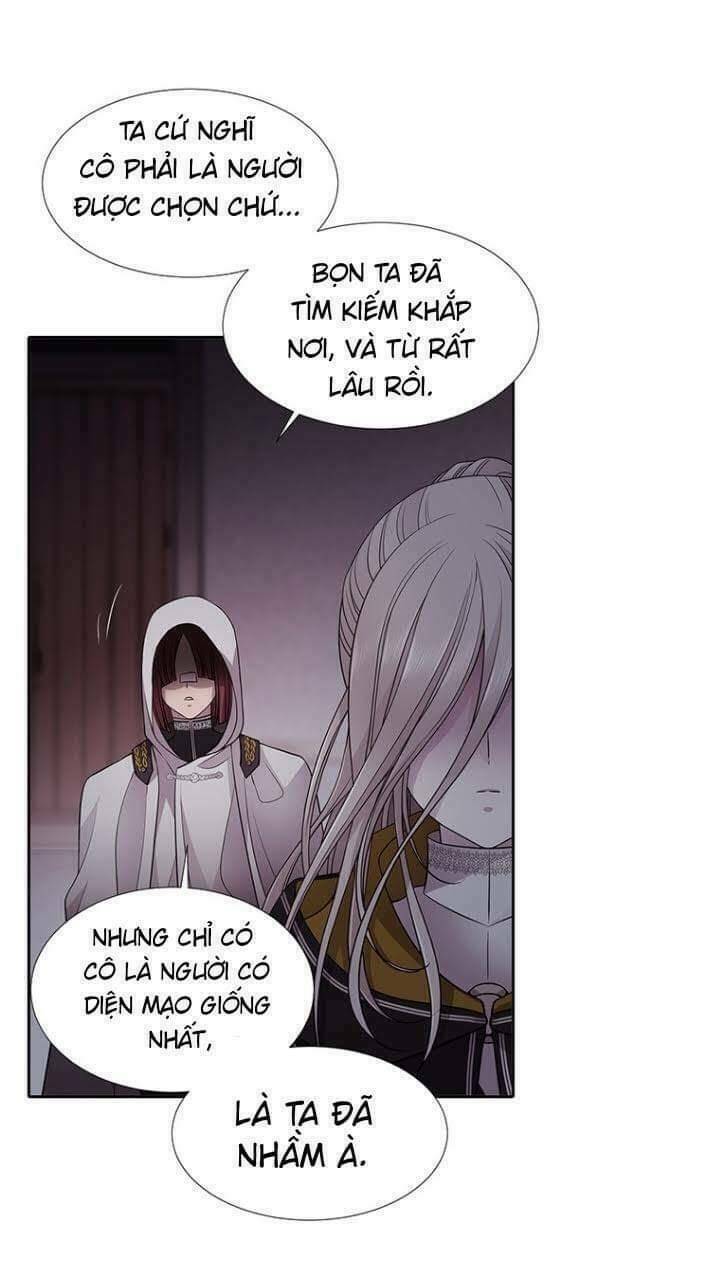 TA CỨ NGHĨ
CÔ PHẢI LÀ NGƯỜI
ĐƯỢC CHỌN CHỨ...
BỌN TA ĐÃ
TÌM KIẾM KHẮP
NƠI, VÀ TỪ RẤT
LÂU RỒI.
NHƯNG CHỈ CÓ
CÔ LÀ NGƯỜI CÓ
DIỆN MẠO GIỐNG
NHẤT,
LÀ TA ĐÃ
NHẦM À.